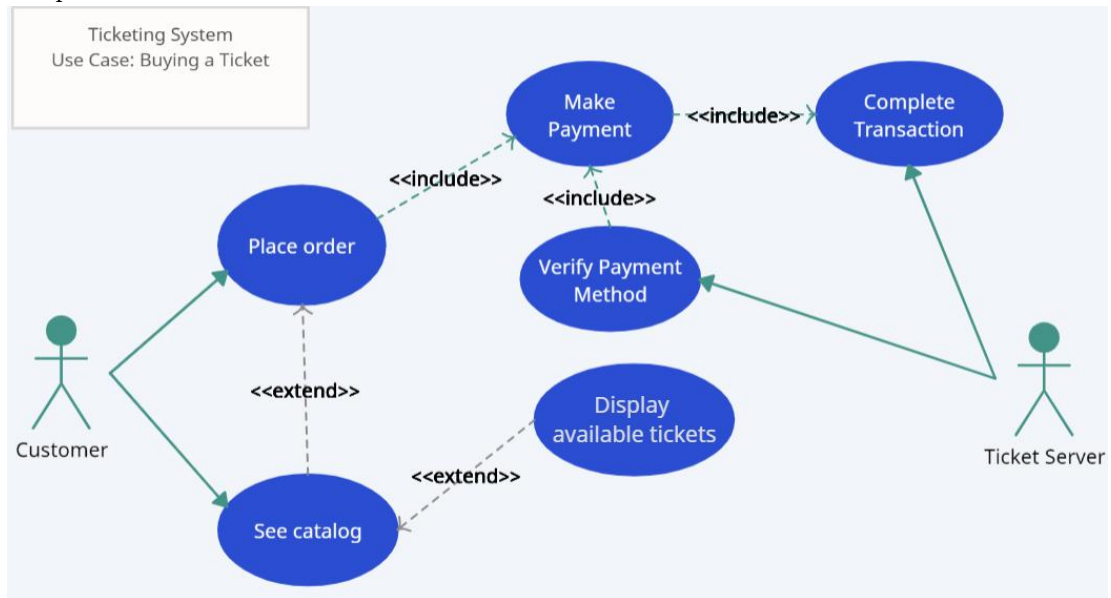 Ticketing System
Use Case: Buying a Ticket
Make
Payment
<<include>>
Complete
Transaction
<<include>>
<<include>>
Place order
Verify Payment
Method
<<extend>>
Display
available tickets
Customer
Ticket Server
<<extend>>
See catalog